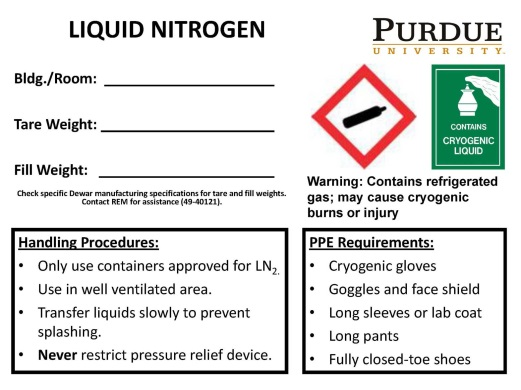 LIQUID NITROGEN
PURDUE
UNIVERSITY.
Bldg./Room:
Tare Weight:
Fill Weight:
Check specific Dewar manufacturing specifications for tare and fill weights.
Contact REM for assistance (49-40121).
CONTAINS
CRYOGENIC
LIQUID
Warning: Contains refrigerated
gas; may cause cryogenic
burns or injury
Handling Procedures:
• Only use containers approved for LN2.
• Use in well ventilated area.
• Transfer liquids slowly to prevent
splashing.
• Never restrict pressure relief device.
PPE Requirements:
• Cryogenic gloves
• Goggles and face shield
• Long sleeves or lab coat
• Long pants
• Fully closed-toe shoes